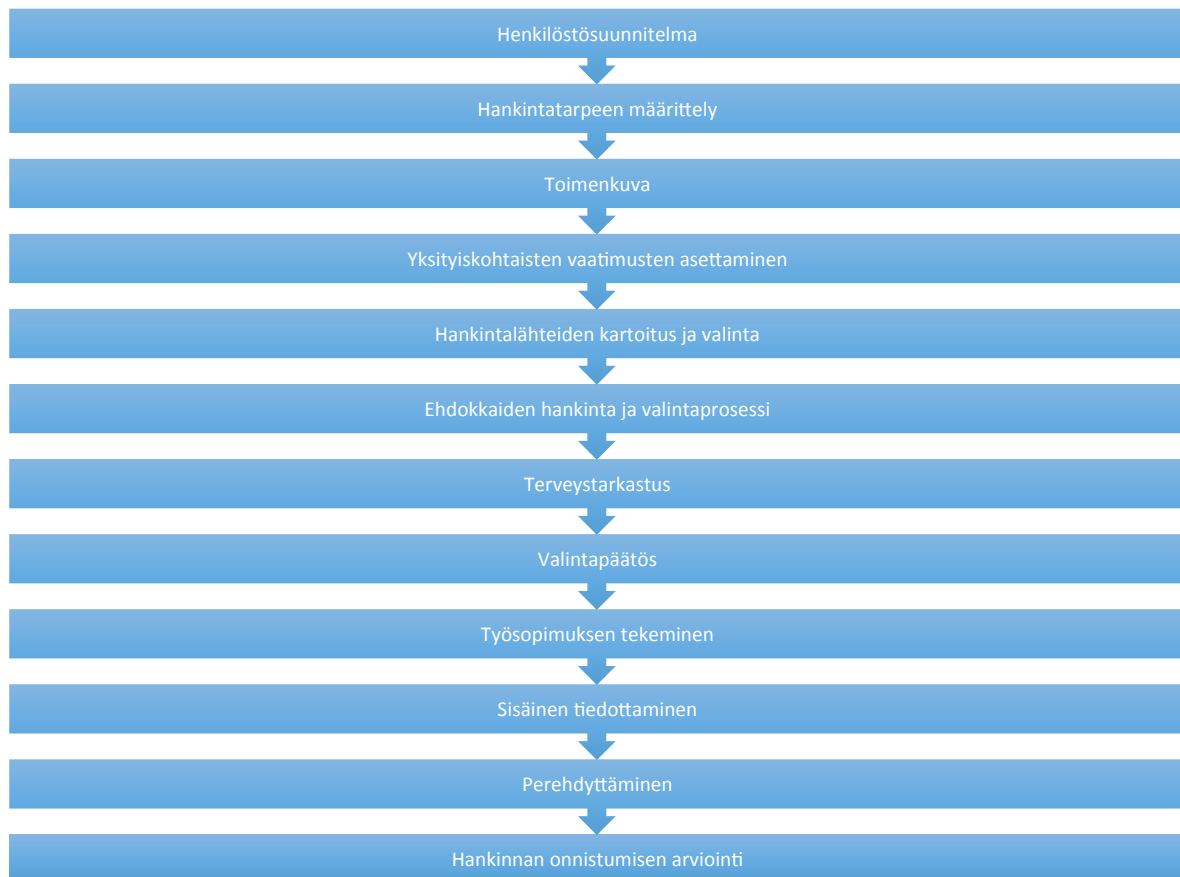 Henkilöstösuunnitelma
Hankintatarpeen määrittely
Toimenkuva
Yksityiskohtaisten vaatimusten asettaminen
Hankintalähteiden kartoitus ja valinta
Ehdokkaiden hankinta ja valintaprosessi
Terveystarkastus
Valintapäätös
Työsopimuksen tekeminen
Sisäinen tiedottaminen
Perehdyttäminen
Hankinnan onnistumisen arviointi